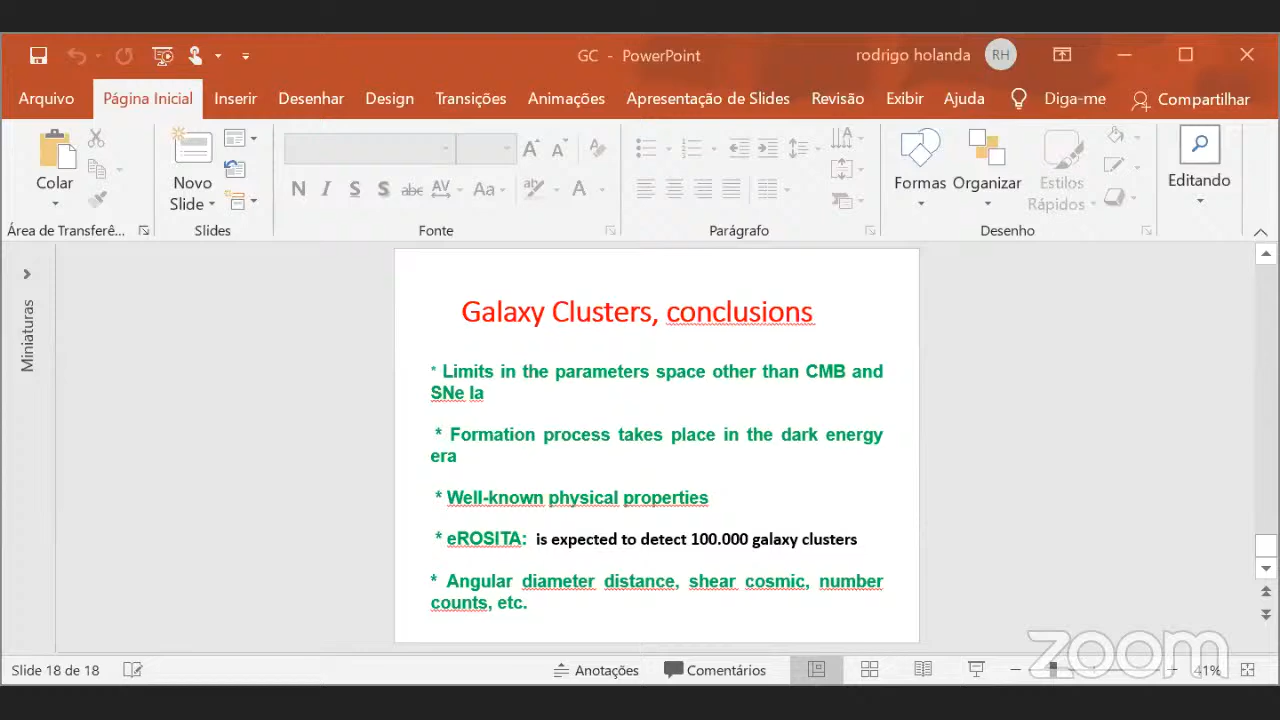 GC - PowerPoint
rodrigo holanda
RH
Arquivo Página Inicial Inserir Desenhar Design Transições Animações Apresentação de Slides Revisão Exibir Ajuda Diga-me Compartilhar
Colar
Novo
Slide
N I S S abc AV Aa A
Formas Organizar Estilos
Rápidos
Editando
Área de Transferê... Slides Fonte Parágrafo Desenho
Miniaturas
Galaxy Clusters, conclusions
* Limits in the parameters space other than CMB and
SNe Ia
* Formation process takes place in the dark energy
era
* Well-known physical properties
* eROSITA: is expected to detect 100.000 galaxy clusters
* Angular diameter distance, shear cosmic, number
counts, etc.
zoom
Slide 18 de 18 Anotações Comentários 41%